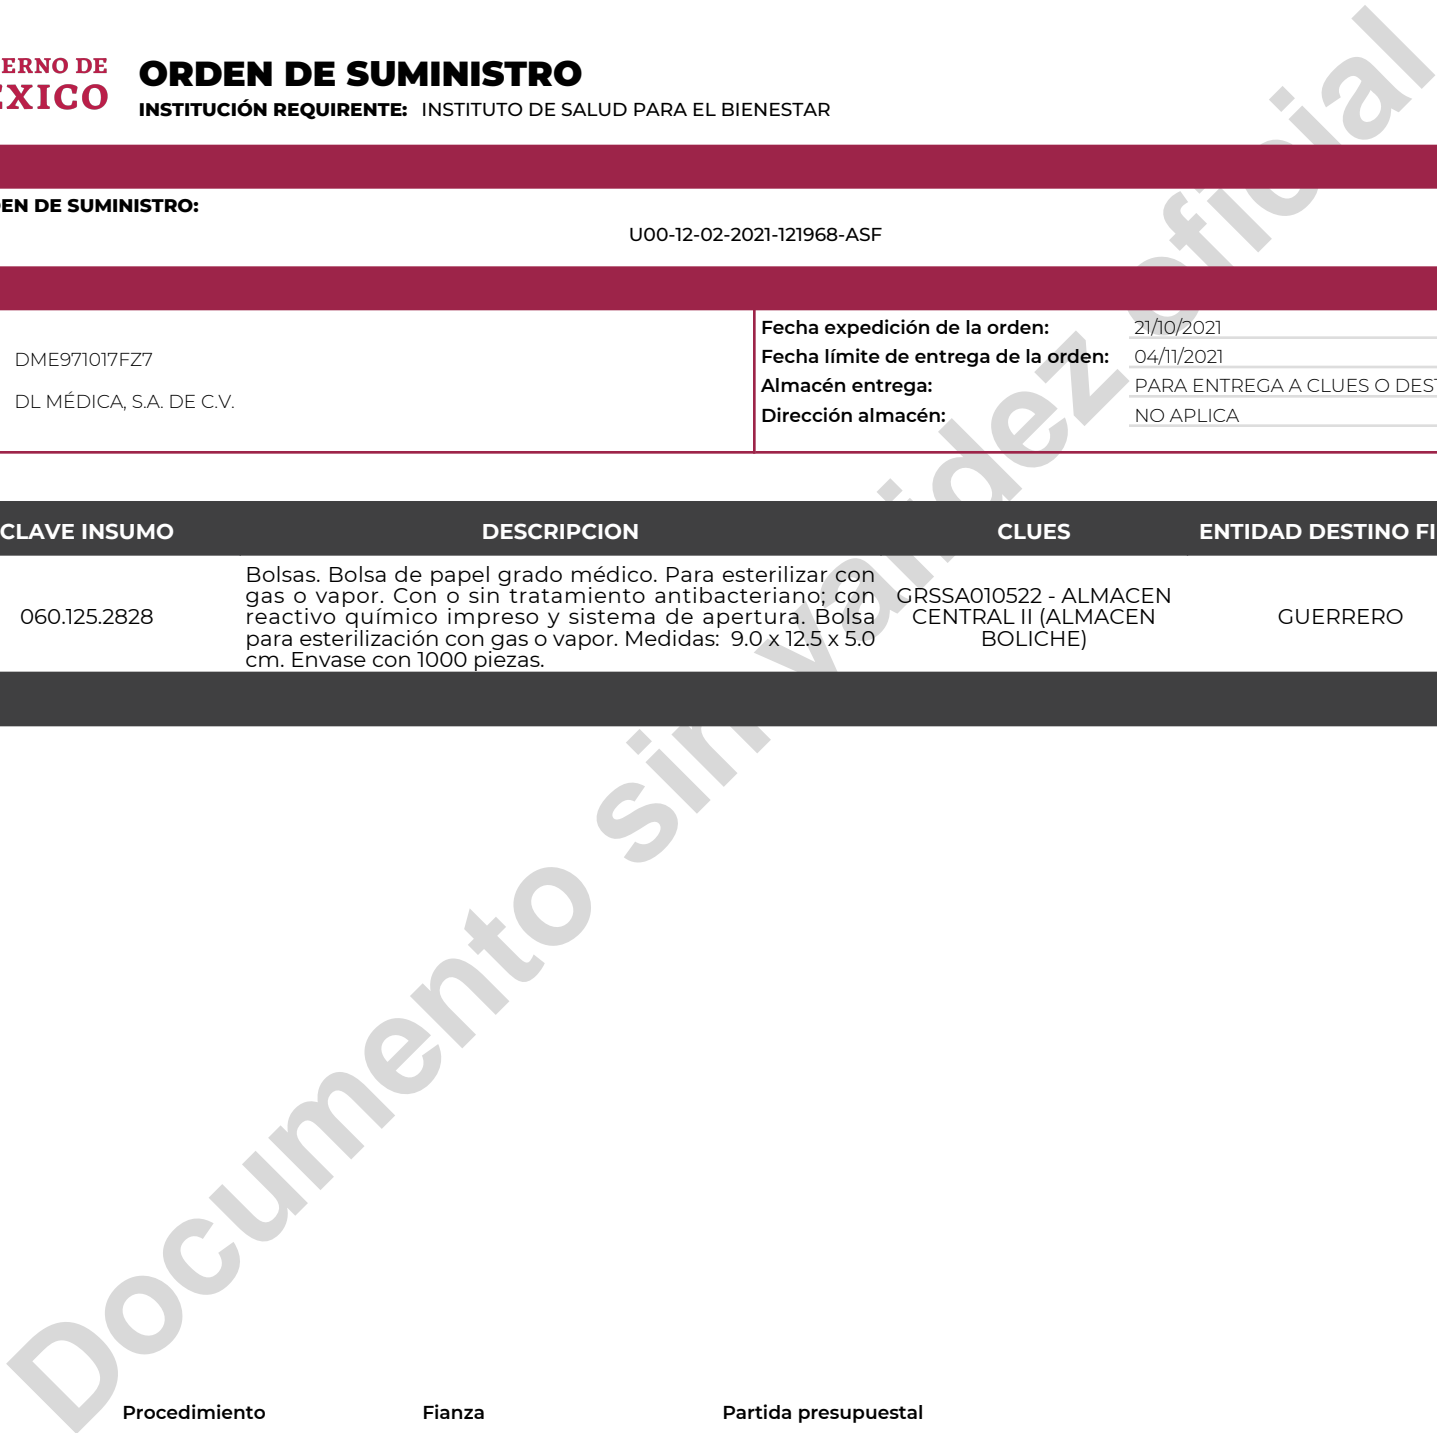 ERNO DE
EXICO
ORDEN DE SUMINISTRO
INSTITUCIÓN REQUIRENTE: INSTITUTO DE SALUD PARA EL BIENESTAR
EN DE SUMINISTRO:
U00-12-02-2021-121968-ASF
DME971017FZ7
DL MÉDICA, S.A. DE C.V.
Fecha expedición de la orden: 21/10/2021
Fecha límite de entrega de la orden: 04/11/2021
Almacén entrega: PARA ENTREGA A CLUES O DEST
Dirección almacén: NO APLICA
CLAVE INSUMO DESCRIPCION CLUES ENTIDAD DESTINO FI
060.125.2828
Bolsas. Bolsa de papel grado médico. Para esterilizar con
gas o vapor. Con o sin tratamiento antibacteriano; con
reactivo químico impreso y sistema de apertura. Bolsa
para esterilización con gas o vapor. Medidas: 9.0 x 12.5 x 5.0
cm. Envase con 1000 piezas.
GRSSA010522 - ALMACEN
CENTRAL II (ALMACEN
BOLICHE)
GUERRERO
Documento sin validez oficial
Procedimiento Fianza Partida presupuestal